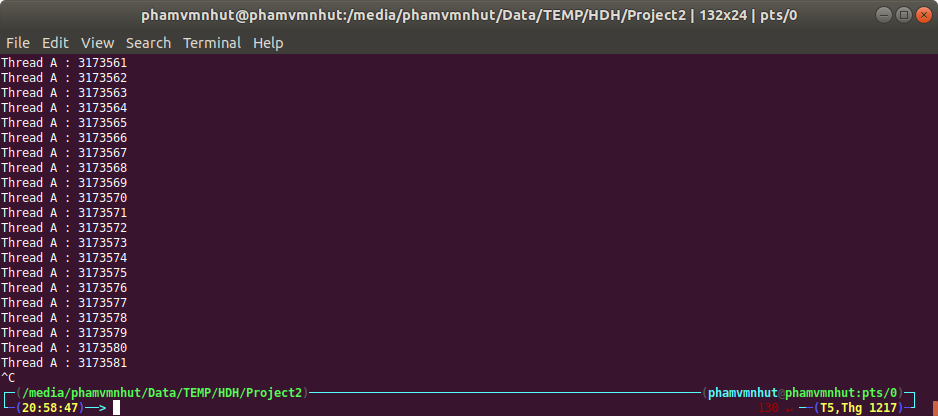 phamvmnhut@phamvmnhut:/media/phamvmnhut/Data/TEMP/HDH/Project2 | 132x24 | pts/0
File Edit View Search Terminal Help
Thread A : 3173561
Thread A : 3173562
Thread A : 3173563
Thread A : 3173564
Thread A : 3173565
Thread A : 3173566
Thread A : 3173567
Thread A : 3173568
Thread A : 3173569
Thread A : 3173570
Thread A : 3173571
Thread A : 3173572
Thread A : 3173573
Thread A : 3173574
Thread A : 3173575
Thread A : 3173576
Thread A : 3173577
Thread A : 3173578
Thread A : 3173579
Thread A : 3173580
Thread A : 3173581
^C
┌─(/media/phamvmnhut/Data/TEMP/HDH/Project2)────(phamvmnhut@phamvmnhut:pts/0)─┐
└─(20:58:47)──> 130 ↵ ──(T5,Thg 1217)─┘